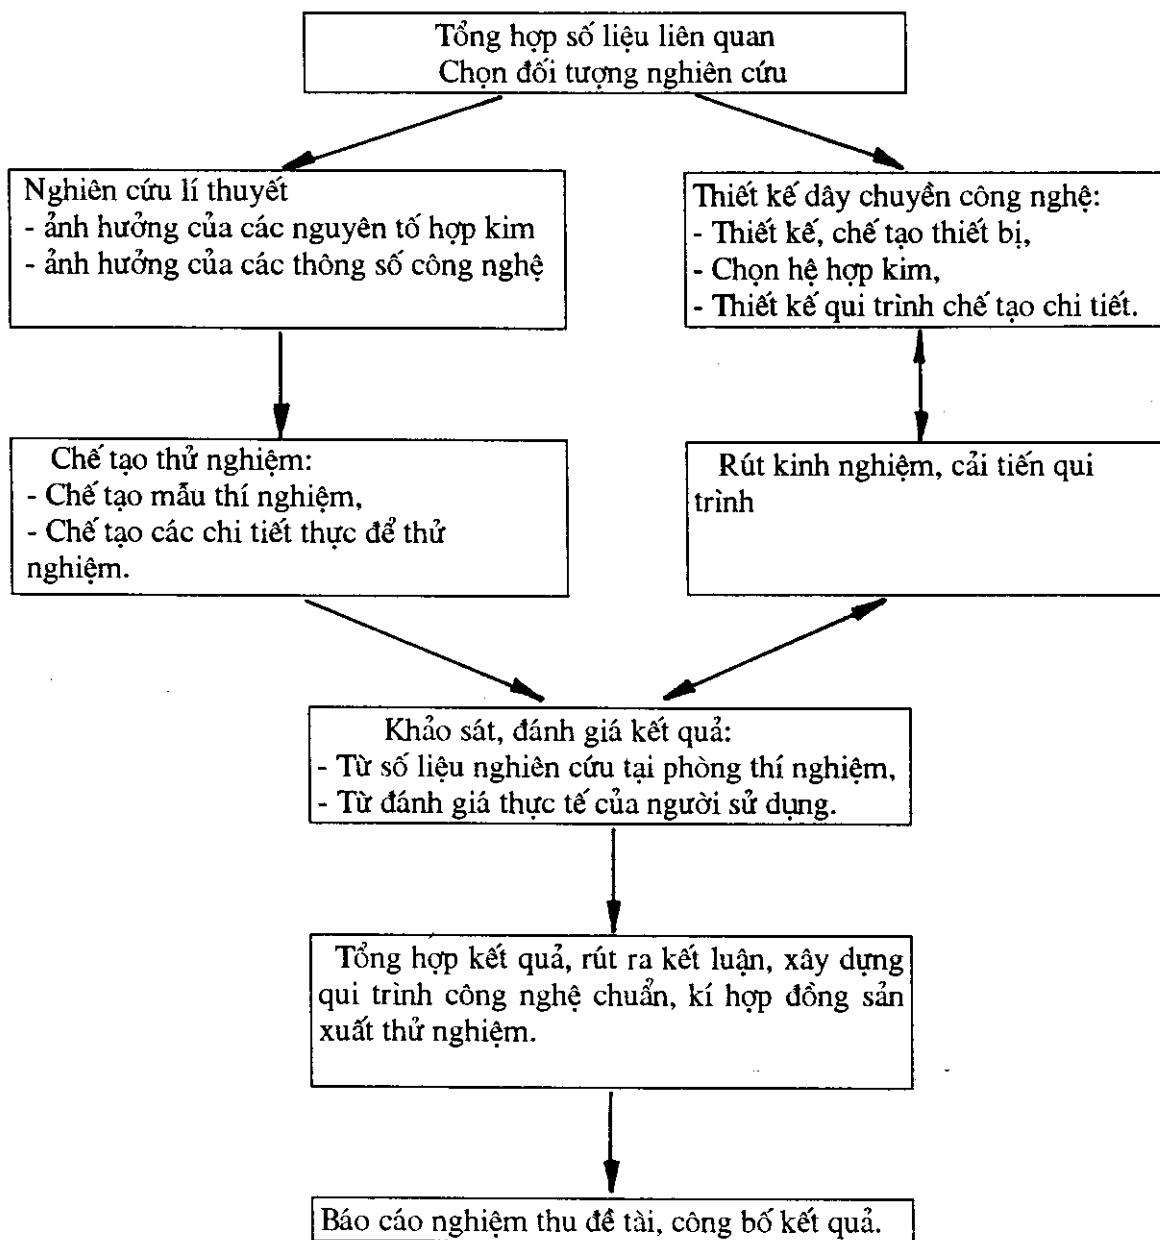 Tổng hợp số liệu liên quan
Chọn đối tượng nghiên cứu
Nghiên cứu lí thuyết
- ảnh hưởng của các nguyên tố hợp kim
- ảnh hưởng của các thông số công nghệ
Thiết kế dây chuyền công nghệ:
- Thiết kế, chế tạo thiết bị,
- Chọn hệ hợp kim,
- Thiết kế qui trình chế tạo chi tiết.
Chế tạo thử nghiệm:
- Chế tạo mẫu thí nghiệm,
- Chế tạo các chi tiết thực để thử
nghiệm.
Rút kinh nghiệm, cải tiến qui
trình
Khảo sát, đánh giá kết quả:
- Từ số liệu nghiên cứu tại phòng thí nghiệm,
- Từ đánh giá thực tế của người sử dụng.
Tổng hợp kết quả, rút ra kết luận, xây dựng
qui trình công nghệ chuẩn, kí hợp đồng sản
xuất thử nghiệm.
Báo cáo nghiệm thu đề tài, công bố kết quả.